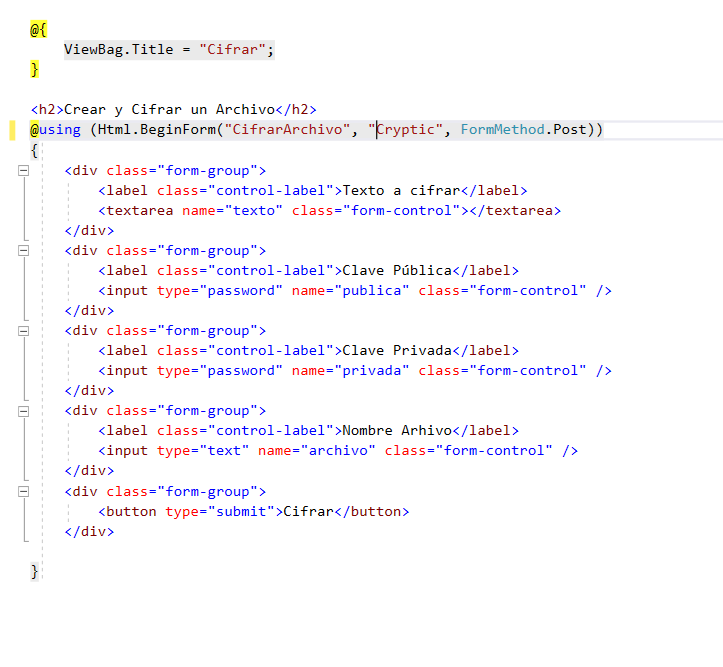 @{
ViewBag.Title = "Cifrar";
}
<h2>Crear y Cifrar un Archivo</h2>
@using (Html.BeginForm("CifrarArchivo", "Cryptic", FormMethod.Post))
{
<div class="form-group">
<label class="control-label">Texto a cifrar</label>
<textarea name="texto" class="form-control"></textarea>
</div>
<div class="form-group">
<label class="control-label">Clave Pública</label>
<input type="password" name="publica" class="form-control" />
</div>
<div class="form-group">
<label class="control-label">Clave Privada</label>
<input type="password" name="privada" class="form-control" />
</div>
<div class="form-group">
<label class="control-label">Nombre Arhivo</label>
<input type="text" name="archivo" class="form-control" />
</div>
<div class="form-group">
<button type="submit">Cifrar</button>
</div>
}